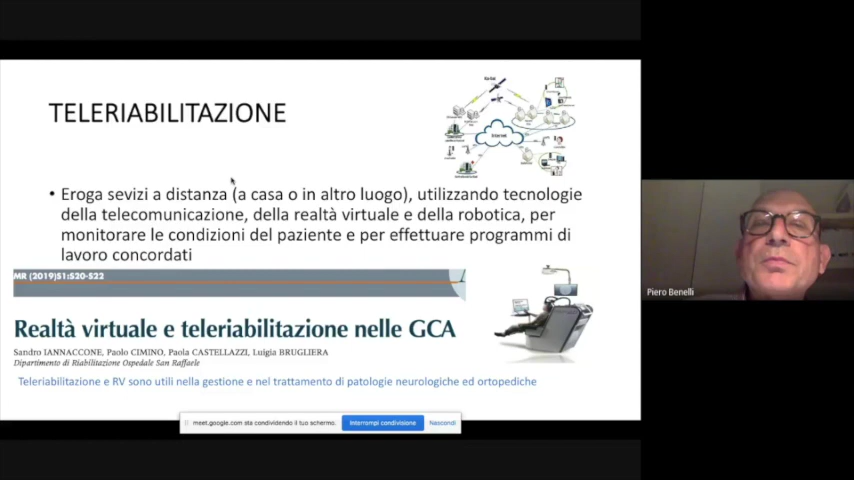 TELERIABILITAZIONE
Internet
• Eroga sevizi a distanza (a casa o in altro luogo), utilizzando tecnologie
della telecomunicazione, della realtà virtuale e della robotica, per
monitorare le condizioni del paziente e per effettuare programmi di
lavoro concordati
MR (2019)S1:S20-S22
Realtà virtuale e teleriabilitazione nelle GCA
Sandro IANNACCONE, Paolo CIMINO, Paola CASTELLAZZI, Luigia BRUGLIERA
Dipartimento di Riabilitazione Ospedale San Raffaele
Teleriabilitazione e RV sono utili nella gestione e nel trattamento di patologie neurologiche ed ortopediche
meet.google.com sta condividendo il tuo schermo.
Interrompi condivisione
Nascondi
Piero Benelli